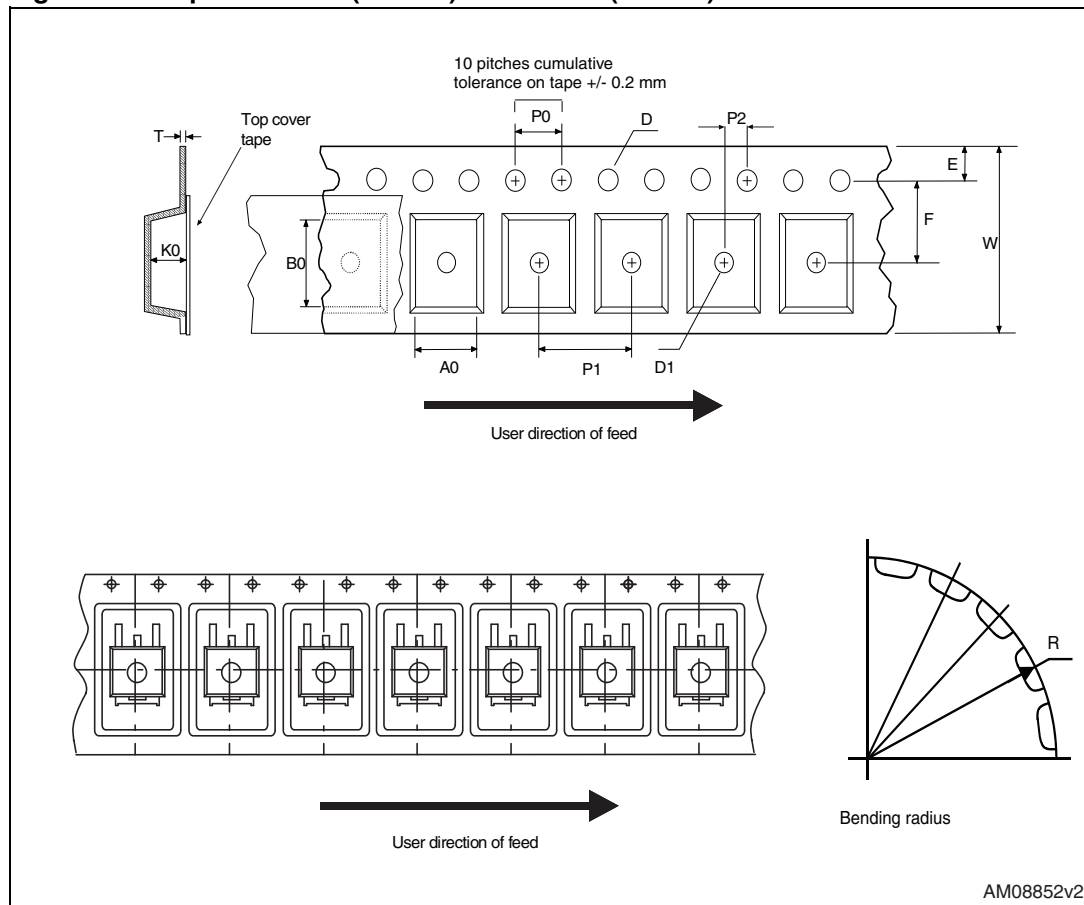 10 pitches cumulative
tolerance on tape +/- 0.2 mm
T
Top cover
tape
P0
D
P2
E
F
W
K0
B0
A0
P1
D1
User direction of feed
R
Bending radius
User direction of feed
AM08852v2